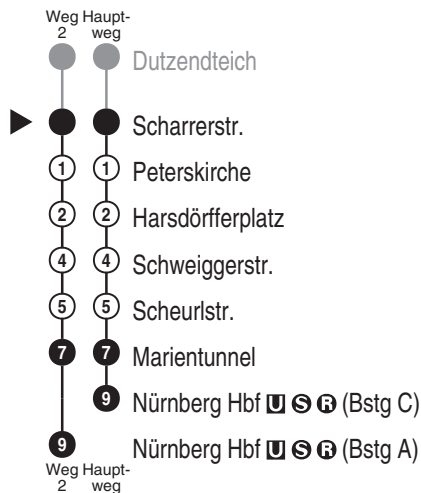 Weg Haupt-
2 weg
Dutzendteich
Scharrerstr.
1 1 Peterskirche
2 2 Harsdörfferplatz
4 4 Schweiggerstr.
5 5 Scheurlstr.
7 7 Marientunnel
9 Nürnberg Hbf U S R (Bstg C)
9 Nürnberg Hbf U S R (Bstg A)
Weg Haupt-
2 weg